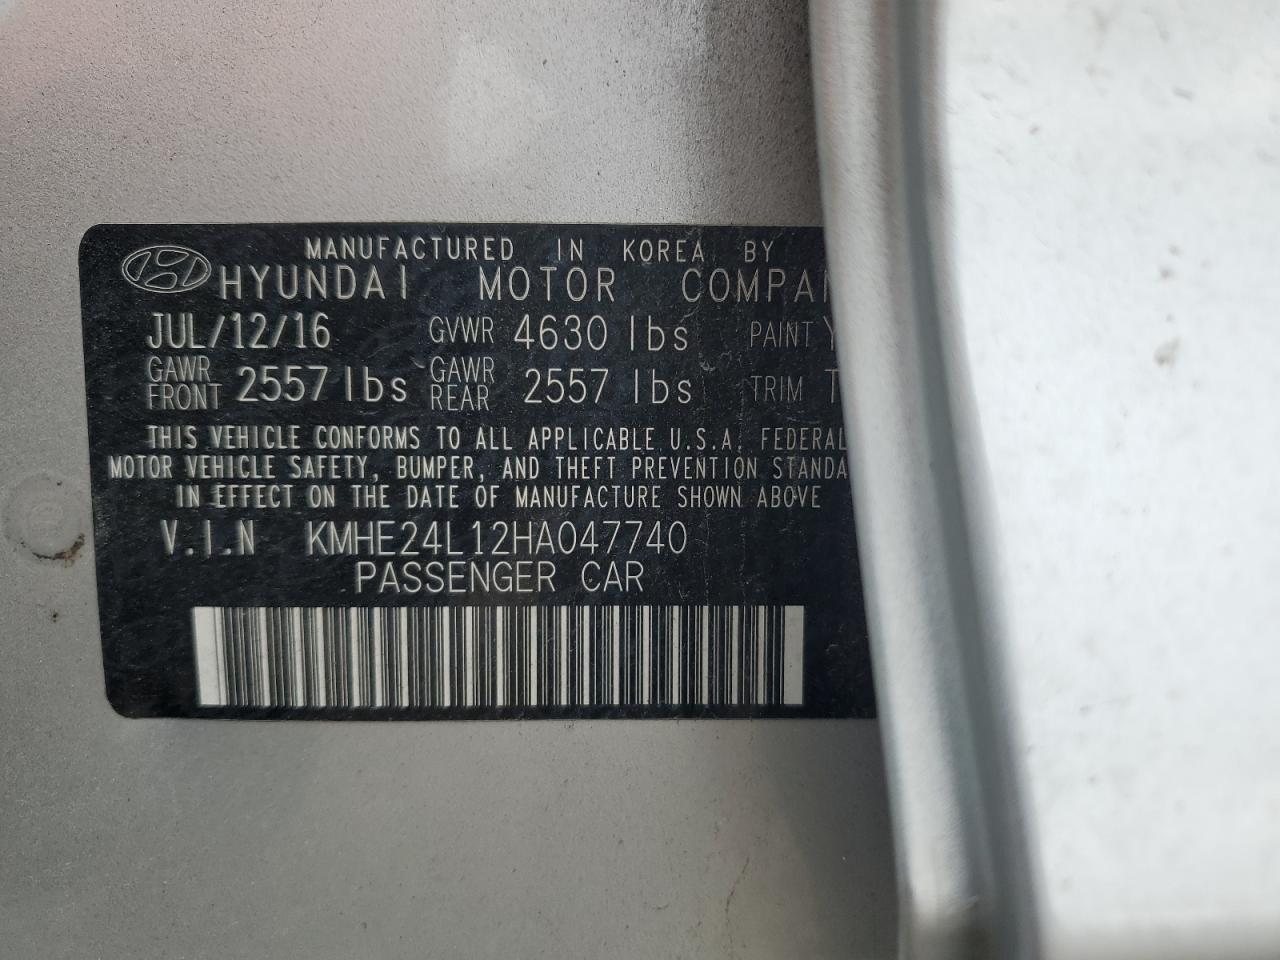 MANUFACTURED IN KOREA BY
HYUNDAI MOTOR
JUL/12/16 GVWR 4630 lbs PAINT
GAWR FRONT 2557 lbs GAWR REAR 2557 lbs TRIM
THIS VEHICLE CONFORMS TO ALL APPLICABLE U.S.A. FEDERAL
MOTOR VEHICLE SAFETY, BUMPER, AND THEFT PREVENTION
IN EFFECT ON THE DATE OF MANUFACTURE SHOWN ABOVE
V.I.N KMHE24L12HA047740
PASSENGER CAR